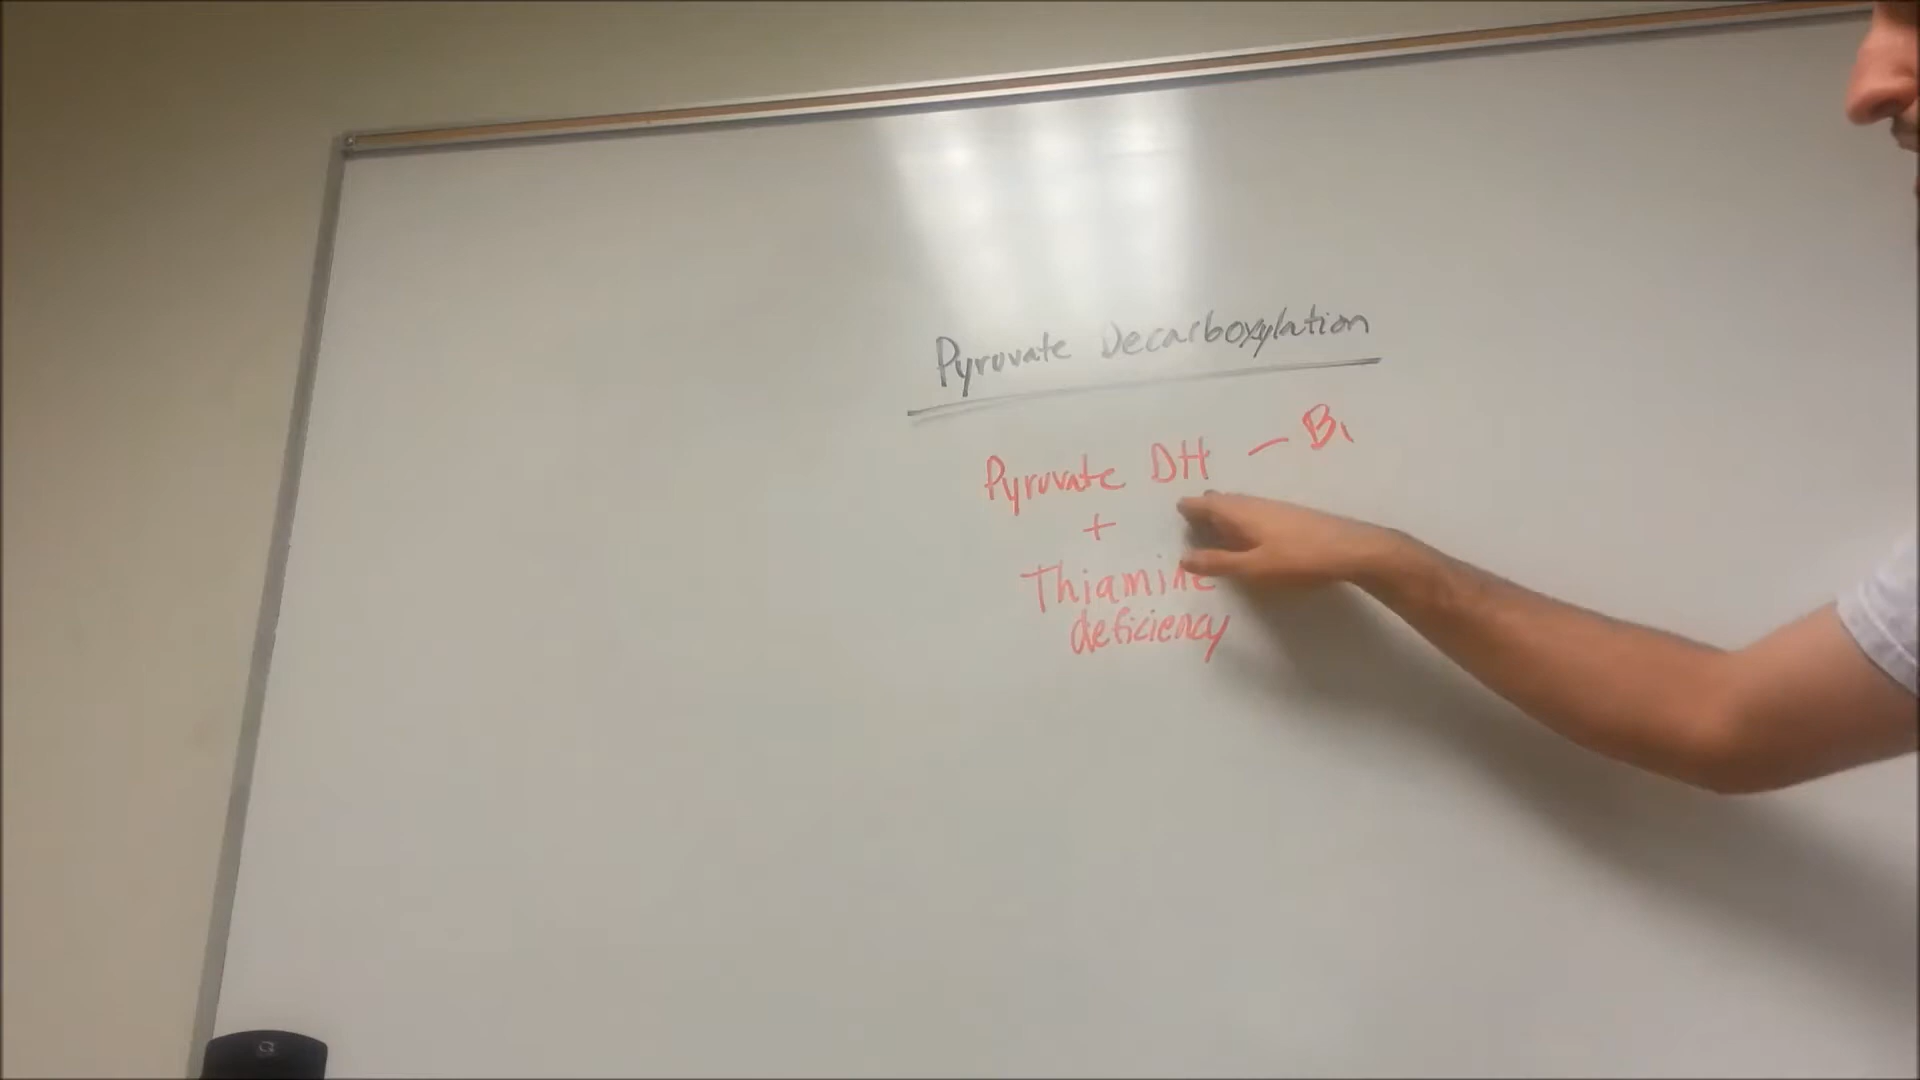 Pyruvate Decarboxylation
Pyruvate DH — B₁
+
Thiamine
deficiency